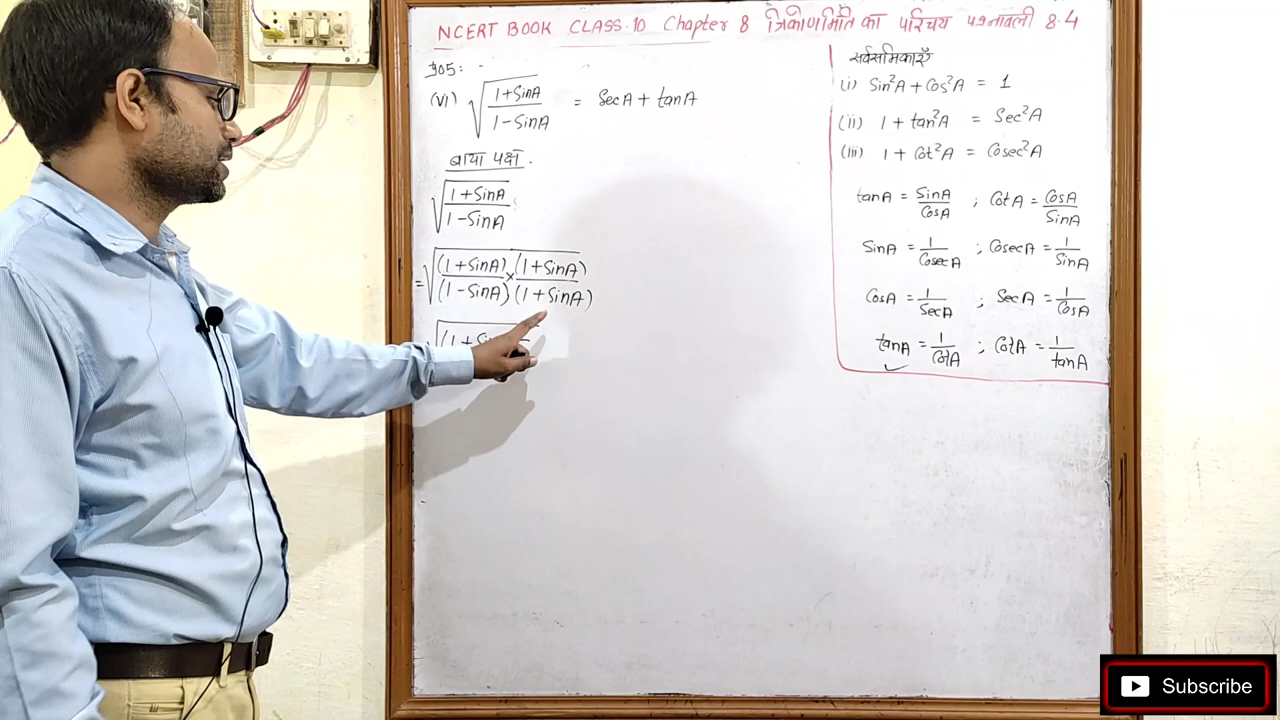 NCERT BOOK CLASS-10 Chapter 8 त्रिकोणमिति का परिचय प्रश्नावली 8.4
प्र05:-
(vi) √((1+SinA)/(1-SinA)) = SecA + tanA
बाया पक्ष.
√((1+SinA)/(1-SinA))
= √((1+SinA)/(1-SinA) × (1+SinA)/(1+SinA))
√(1+Sin
सर्वसमिकाएँ
(i) Sin²A + Cos²A = 1
(ii) 1 + tan²A = Sec²A
(iii) 1 + Cot²A = Cosec²A
tanA = SinA/CosA ; CotA = CosA/SinA
SinA = 1/CosecA ; CosecA = 1/SinA
CosA = 1/SecA ; SecA = 1/CosA
tanA = 1/CotA ; CotA = 1/tanA
Subscribe